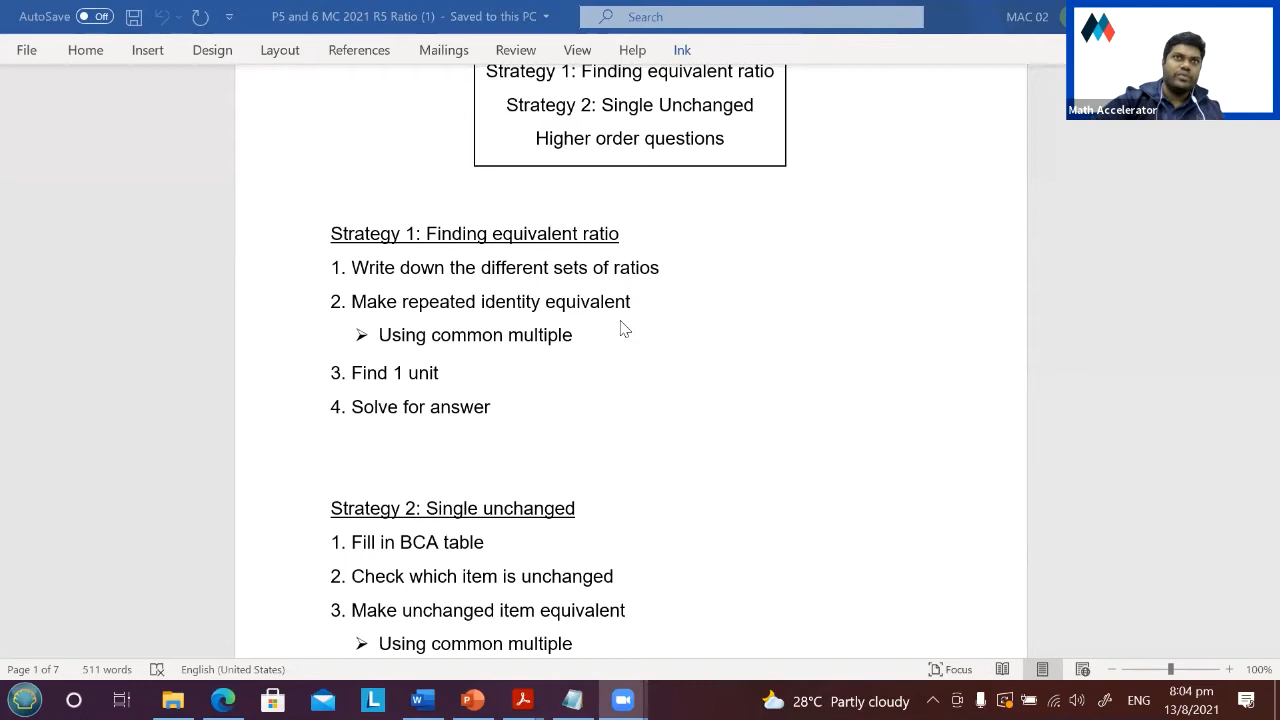 AutoSave Off P5 and 6 MC 2021 R5 Ratio (1) - Saved to this PC Search MAC 02
File Home Insert Design Layout References Mailings Review View Help Ink
Math Accelerator
Strategy 1: Finding equivalent ratio
Strategy 2: Single Unchanged
Higher order questions
Strategy 1: Finding equivalent ratio
1. Write down the different sets of ratios
2. Make repeated identity equivalent
➢ Using common multiple
3. Find 1 unit
4. Solve for answer
Strategy 2: Single unchanged
1. Fill in BCA table
2. Check which item is unchanged
3. Make unchanged item equivalent
➢ Using common multiple
Page 1 of 7 511 words English (United States) Focus 100%
28°C Partly cloudy ENG 8:04 pm
13/8/2021